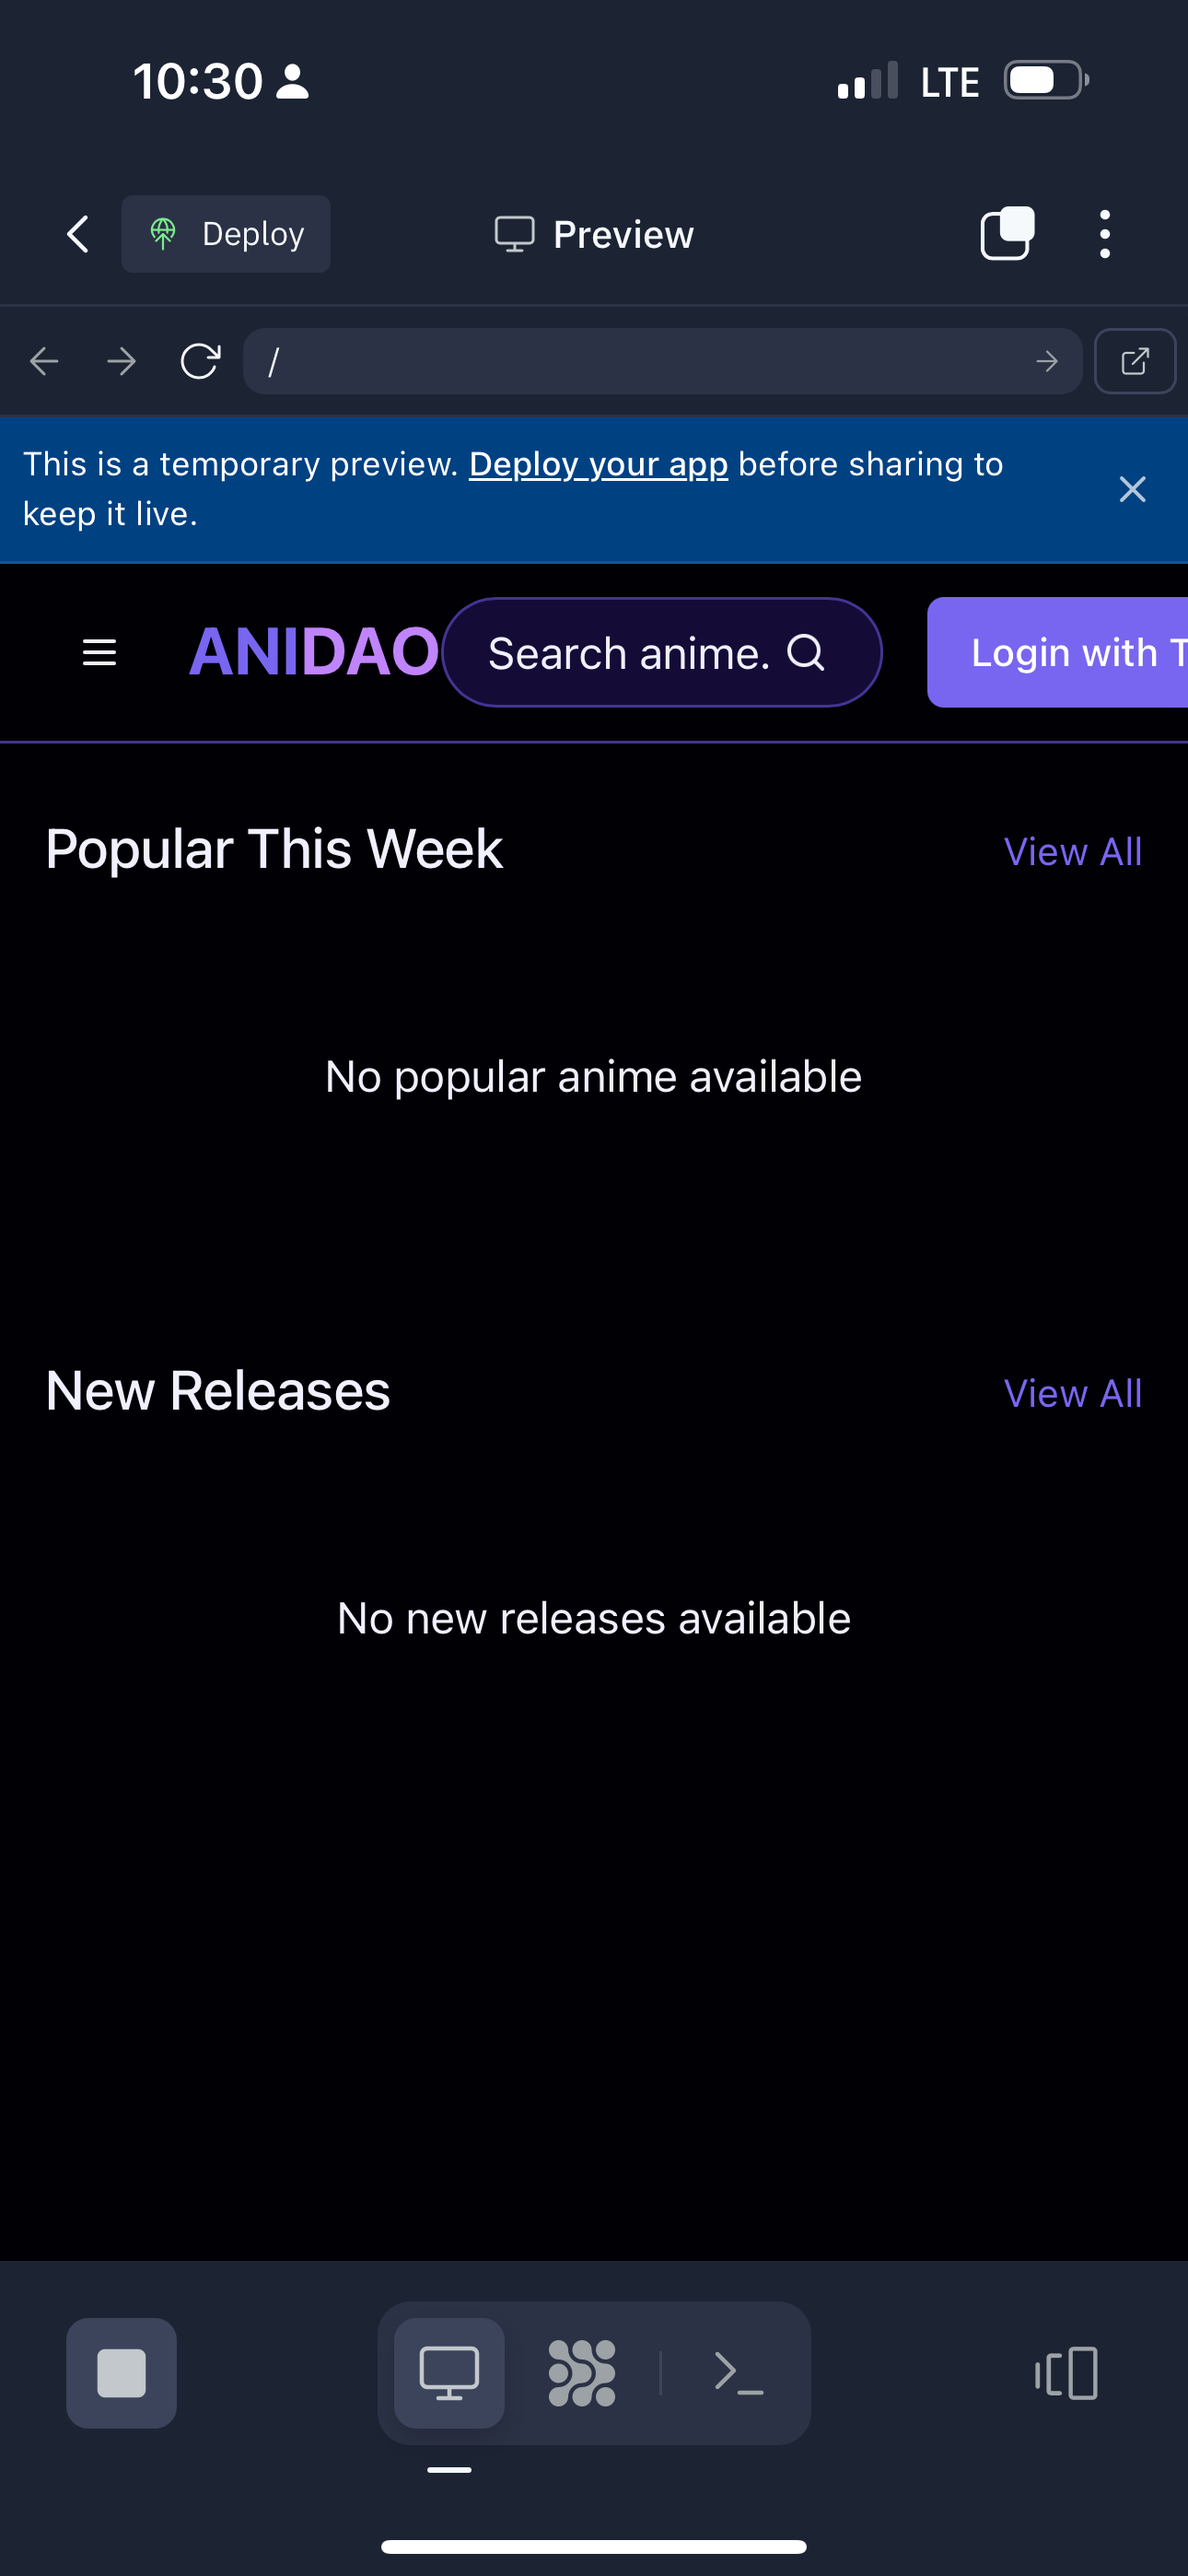 10:30
LTE
Deploy
Preview
/
This is a temporary preview. Deploy your app before sharing to
keep it live.
ANIDAO
Search anime.
Login with T
Popular This Week
View All
No popular anime available
New Releases
View All
No new releases available